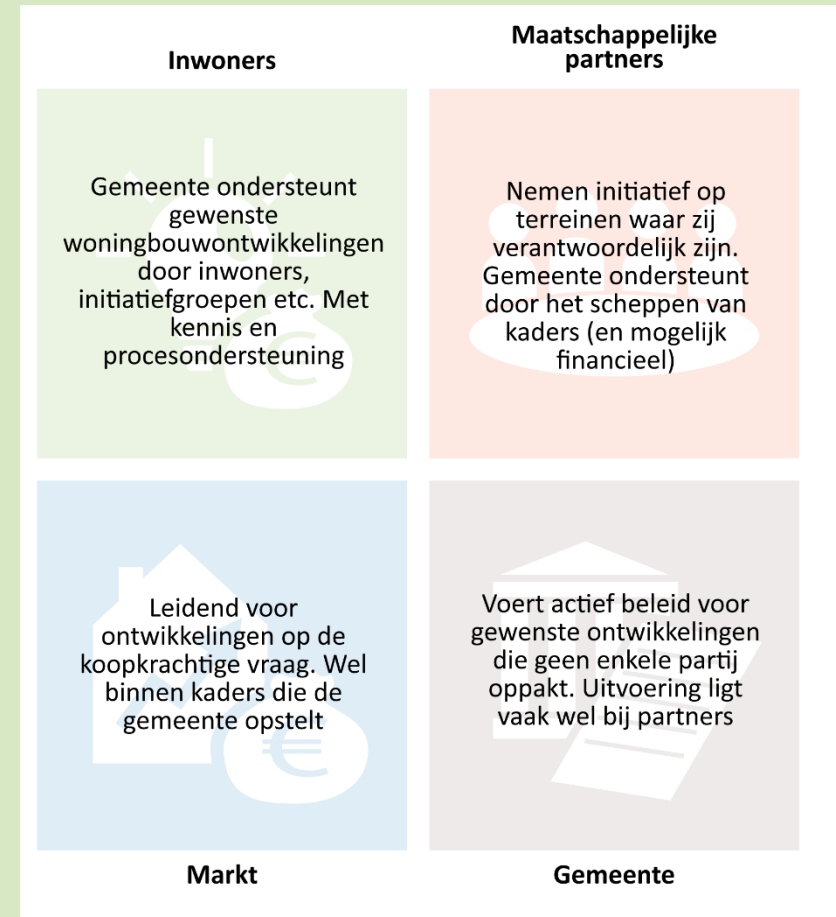 Inwoners
Maatschappelijke
partners
Gemeente ondersteunt
gewenste
woningbouwontwikkelingen
door inwoners,
initiatiefgroepen etc. Met
kennis en
procesondersteuning
Nemen initiatief op
terreinen waar zij
verantwoordelijk zijn.
Gemeente ondersteunt
door het scheppen van
kaders (en mogelijk
financieel)
Leidend voor
ontwikkelingen op de
koopkrachtige vraag. Wel
binnen kaders die de
gemeente opstelt
Voert actief beleid voor
gewenste ontwikkelingen
die geen enkele partij
oppakt. Uitvoering ligt
vaak wel bij partners
Markt
Gemeente